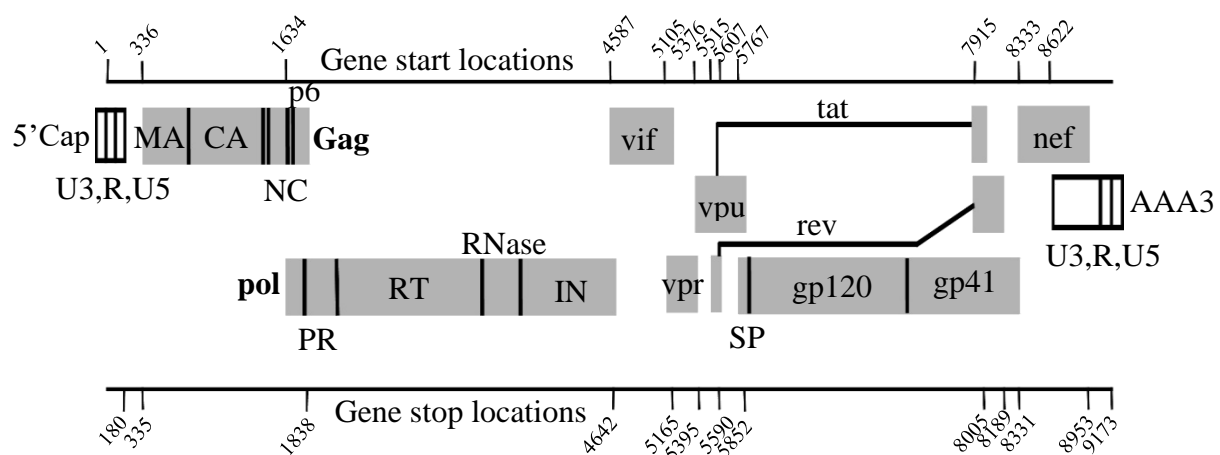 1 336 1634 4587 5105 5376 5515 5607 5767 7915 8333 8622
Gene start locations
p6
tat
5’Cap MA CA Gag vif nef
U3,R,U5 NC vpu AAA3
rev
RNase U3,R,U5
pol RT IN vpr gp120 gp41
PR SP
Gene stop locations
180 335 1838 4642 5165 5395 5590 5852 8005 8189 8331 8953 9173